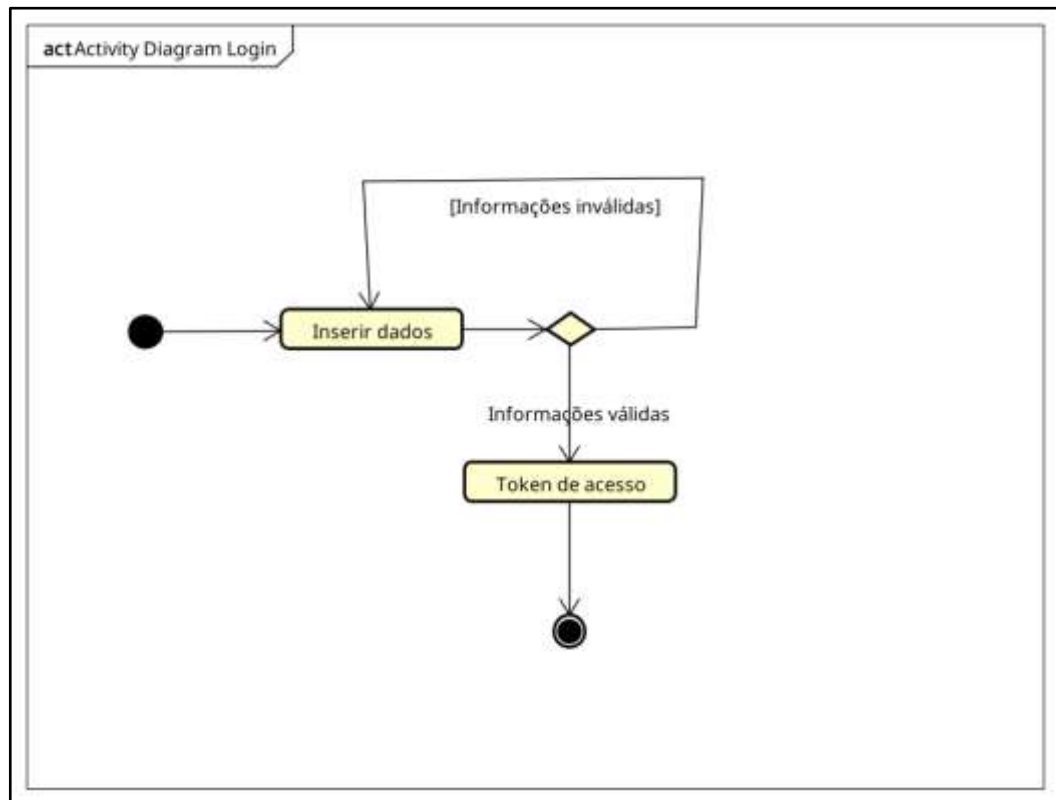 act Activity Diagram Login
[Informações inválidas]
Inserir dados
Informações válidas
Token de acesso